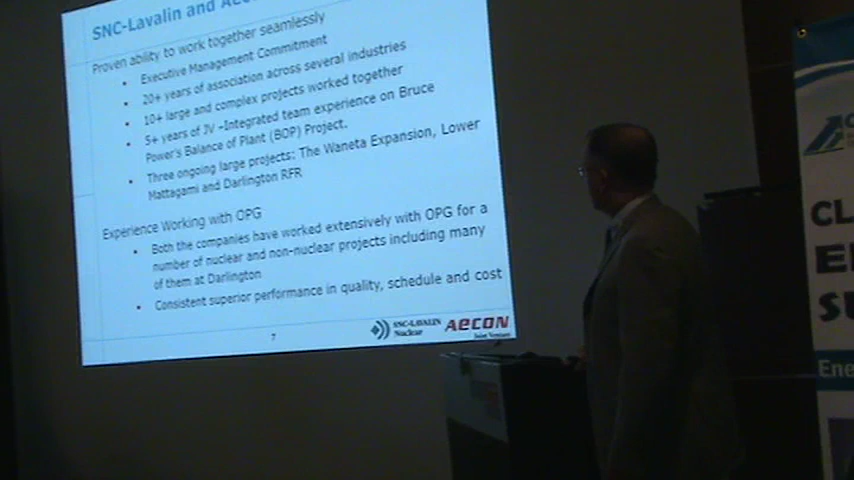 SNC-Lavalin and Aecon
Proven ability to work together seamlessly
• Executive Management Commitment
• 20+ years of association across several industries
• 10+ large and complex projects worked together
• 5+ years of JV –Integrated team experience on Bruce
Power's Balance of Plant (BOP) Project.
• Three ongoing large projects: The Waneta Expansion, Lower
Mattagami and Darlington RFR
Experience Working with OPG
• Both the companies have worked extensively with OPG for a
number of nuclear and non-nuclear projects including many
of them at Darlington
• Consistent superior performance in quality, schedule and cost
7
SNC-LAVALIN
Nuclear
AECON
Joint Venture
CL
E
SU
Ene